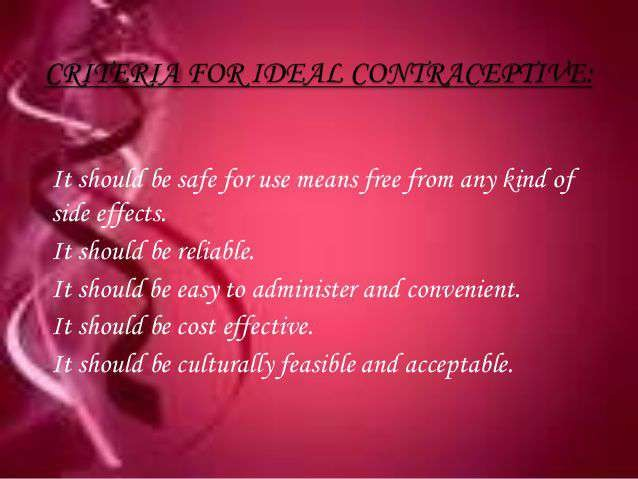 CRITERIA FOR IDEAL CONTRACEPTIVE:
It should be safe for use means free from any kind of
side effects.
It should be reliable.
It should be easy to administer and convenient.
It should be cost effective.
It should be culturally feasible and acceptable.